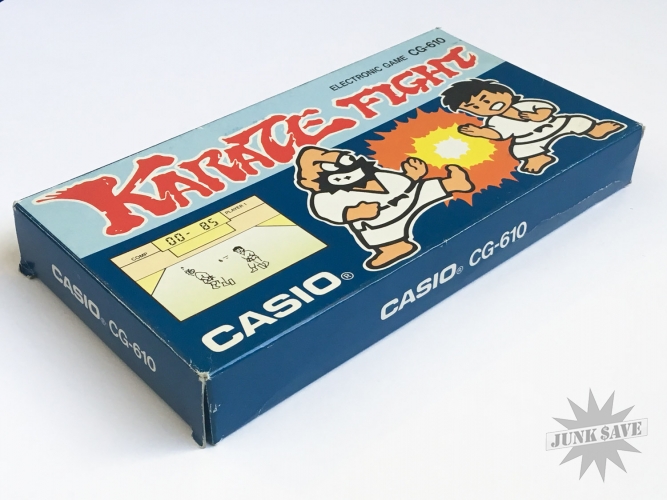 ELECTRONIC GAME CG-610
KARATE FIGHT
COMP
00-85
PLAYER 1
CASIO®
CASIO® CG-610
CASIO® CG-610
JUNK SAVE